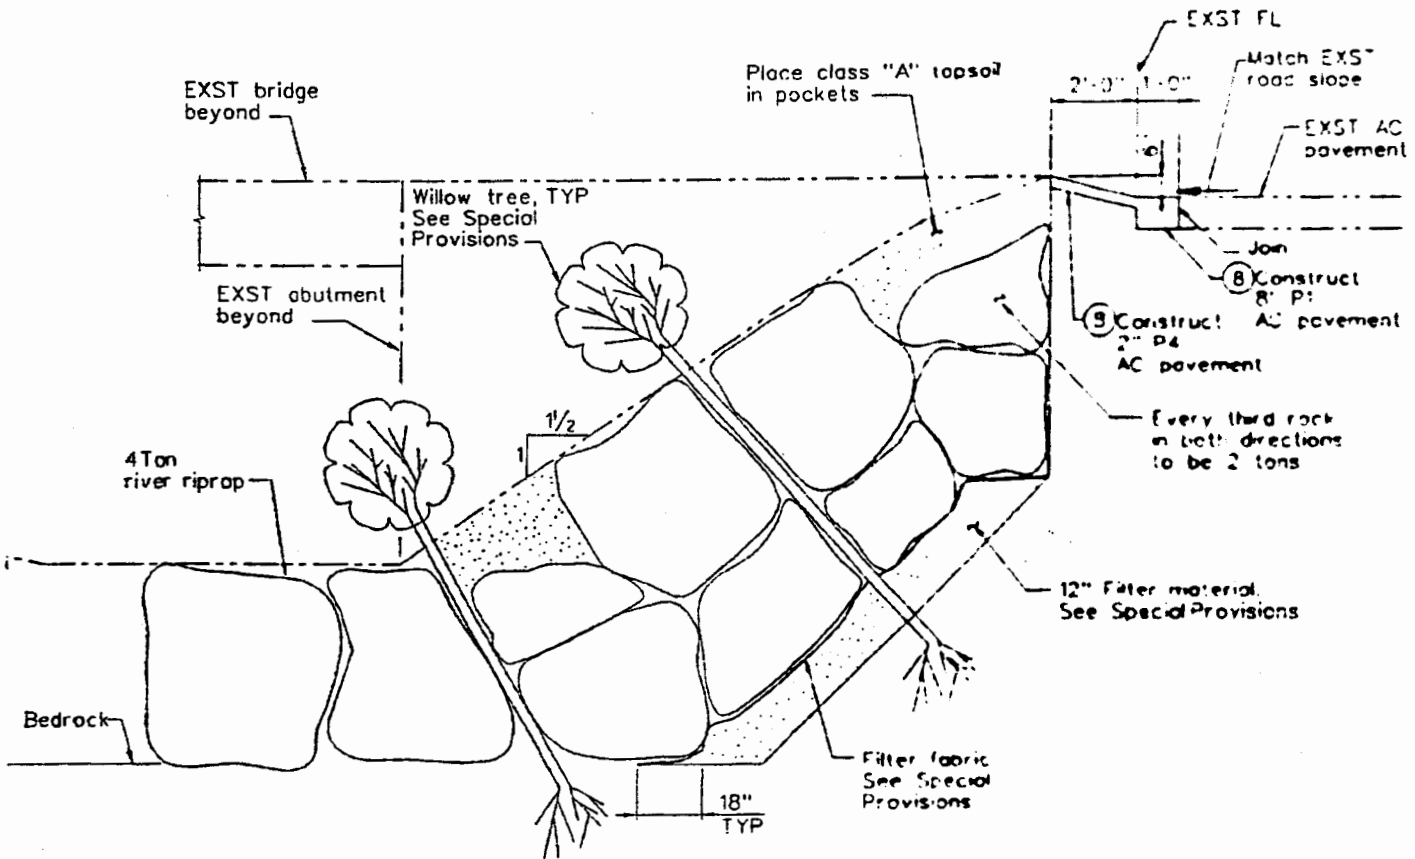 EXST FL
EXST bridge
beyond
Place class "A" topsoil
in pockets
2'-0" 1'-0"
Match EXST
road slope
EXST AC
pavement
Willow tree, TYP
See Special
Provisions
EXST abutment
beyond
Join
8 Construct
8" P1
AC pavement
9 Construct
2" P4
AC pavement
1½
1
4 Ton
river riprap
Every third rock
in both directions
to be 2 tons
12" Filter material.
See Special Provisions
Bedrock
Filter fabric
See Special
Provisions
18"
TYP